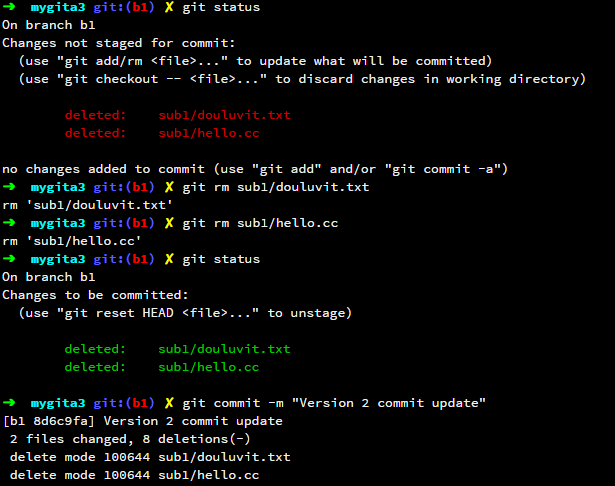 ➜  mygita3 git:(b1) ✗ git status
On branch b1
Changes not staged for commit:
  (use "git add/rm <file>..." to update what will be committed)
  (use "git checkout -- <file>..." to discard changes in working directory)

        deleted:    sub1/douluvit.txt
        deleted:    sub1/hello.cc

no changes added to commit (use "git add" and/or "git commit -a")
➜  mygita3 git:(b1) ✗ git rm sub1/douluvit.txt
rm 'sub1/douluvit.txt'
➜  mygita3 git:(b1) ✗ git rm sub1/hello.cc
rm 'sub1/hello.cc'
➜  mygita3 git:(b1) ✗ git status
On branch b1
Changes to be committed:
  (use "git reset HEAD <file>..." to unstage)

        deleted:    sub1/douluvit.txt
        deleted:    sub1/hello.cc

➜  mygita3 git:(b1) ✗ git commit -m "Version 2 commit update"
[b1 8d6c9fa] Version 2 commit update
 2 files changed, 8 deletions(-)
 delete mode 100644 sub1/douluvit.txt
 delete mode 100644 sub1/hello.cc